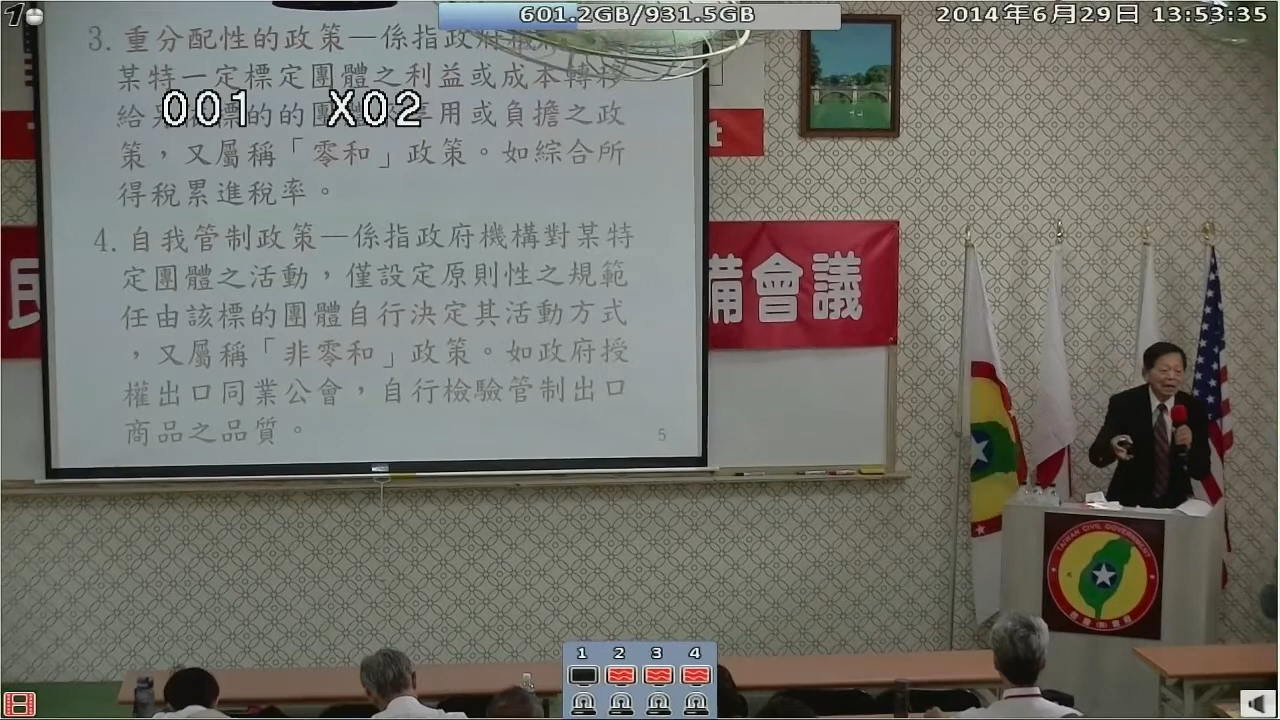 1
601.2GB/931.5GB
2014年6月29日 13:53:35
3. 重分配性的政策—係指政府
某特一定標定團體之利益或成本轉移
001 X02
給 標的的團 享用或負擔之政
策，又屬稱「零和」政策。如綜合所
得稅累進稅率。
4. 自我管制政策—係指政府機構對某特
定團體之活動，僅設定原則性之規範
任由該標的團體自行決定其活動方式
，又屬稱「非零和」政策。如政府授
權出口同業公會，自行檢驗管制出口
商品之品質。
5
t
民 備會議
TAIWAN CIVIL GOVERNMENT
1 2 3 4